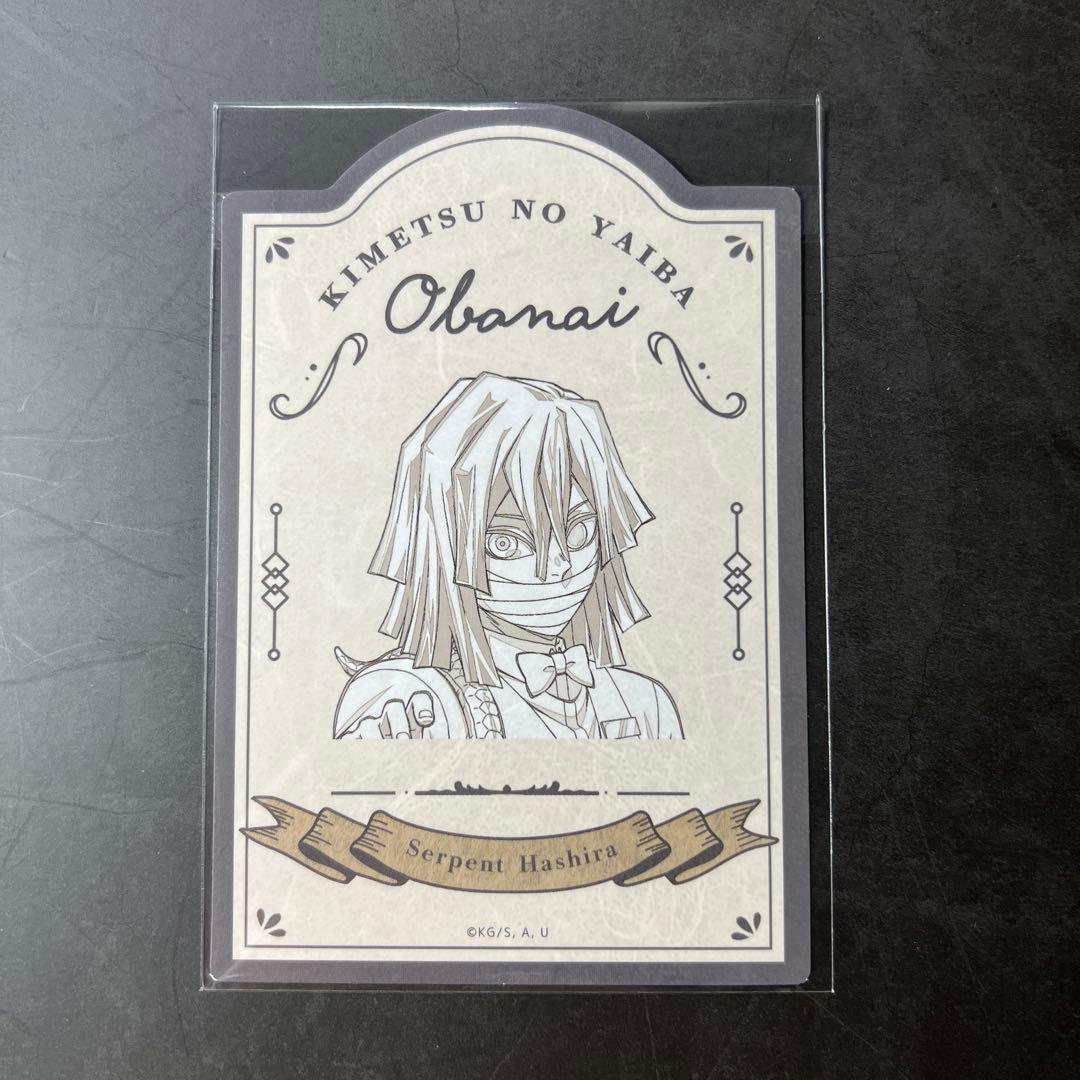 KIMETSU NO YAIBA
Obanai
Serpent Hashira
©KG/S, A, U